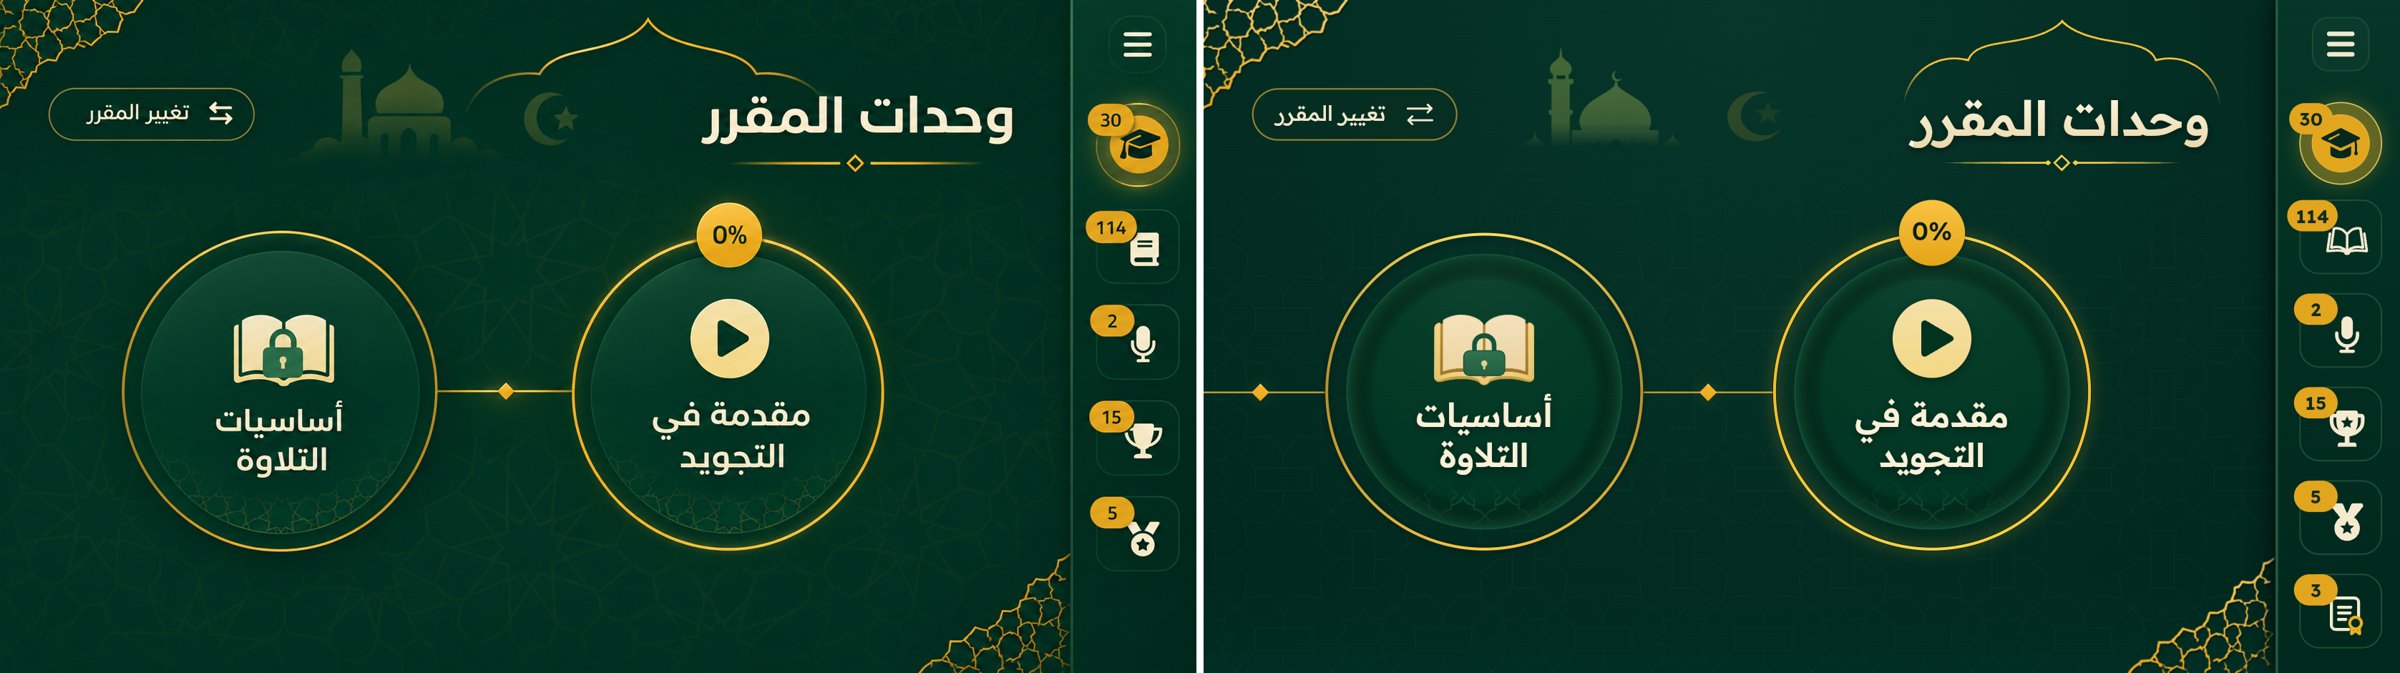 وحدات المقرر
تغيير المقرر
0%
مقدمة في
التجويد
أساسيات
التلاوة
30
114
2
15
5
وحدات المقرر
تغيير المقرر
0%
مقدمة في
التجويد
أساسيات
التلاوة
30
114
2
15
5
3